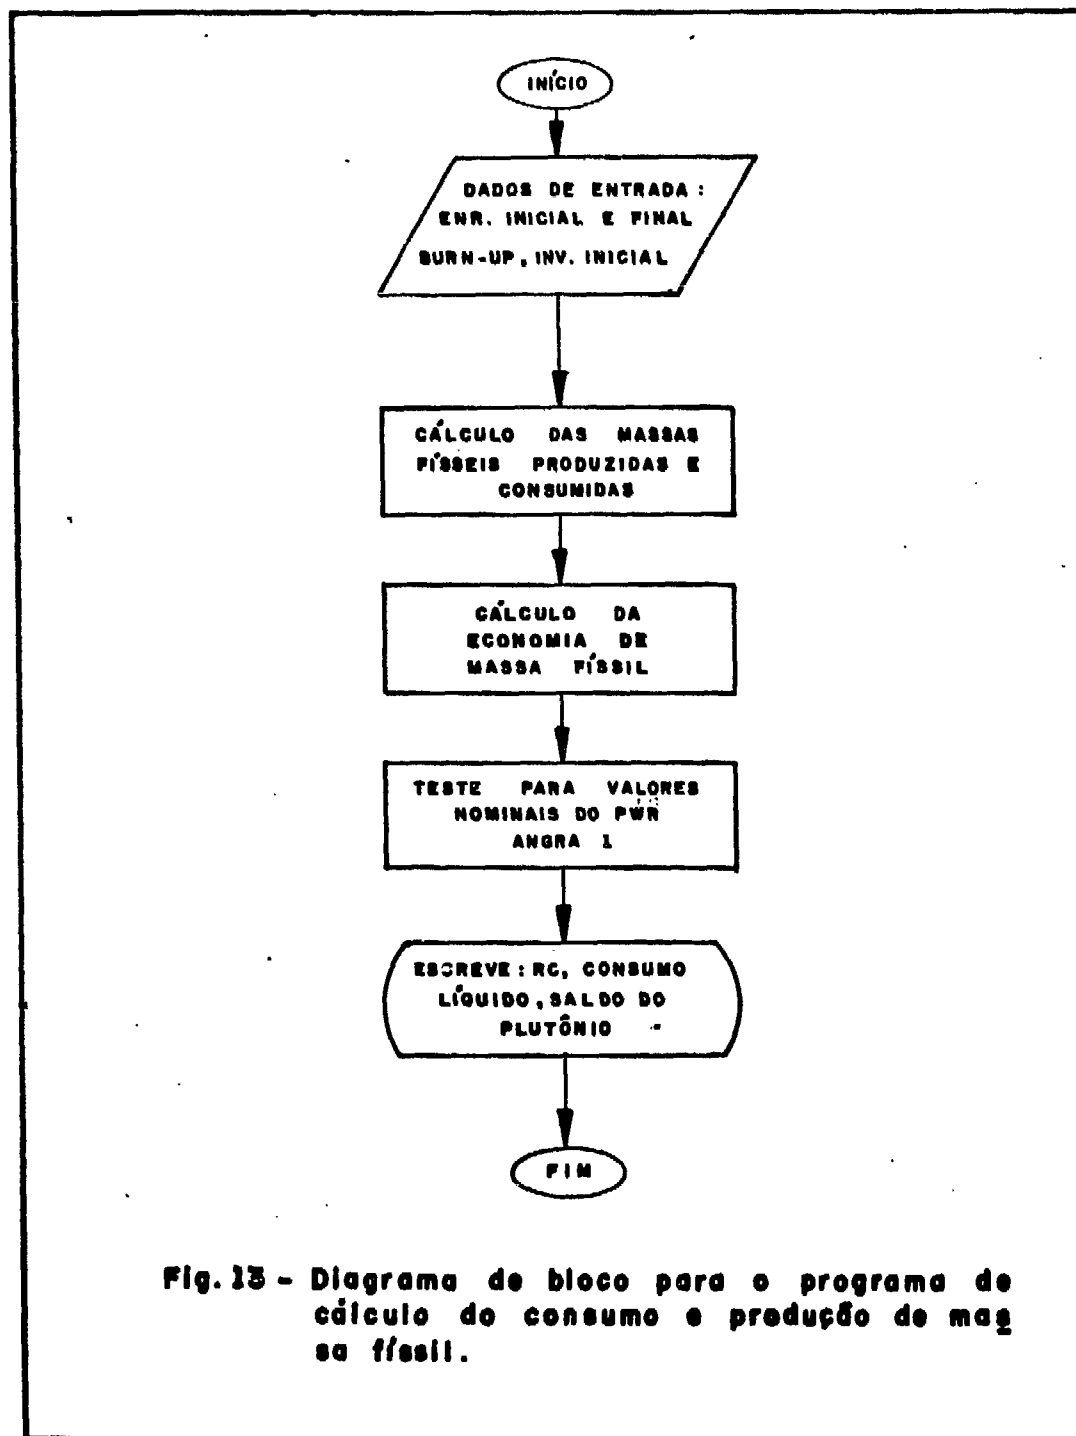 INÍCIO
DADOS DE ENTRADA :
ENR. INICIAL E FINAL
BURN-UP, INV. INICIAL
CÁLCULO DAS MASSAS
FÍSSEIS PRODUZIDAS E
CONSUMIDAS
CÁLCULO DA
ECONOMIA DE
MASSA FÍSSIL
TESTE PARA VALORES
NOMINAIS DO PWR
ANGRA 1
ESCREVE : RC, CONSUMO
LÍQUIDO, SALDO DO
PLUTÔNIO
FIM
Fig. 13 - Diagrama de bloco para o programa de
cálculo do consumo e produção de mas
sa físsil.